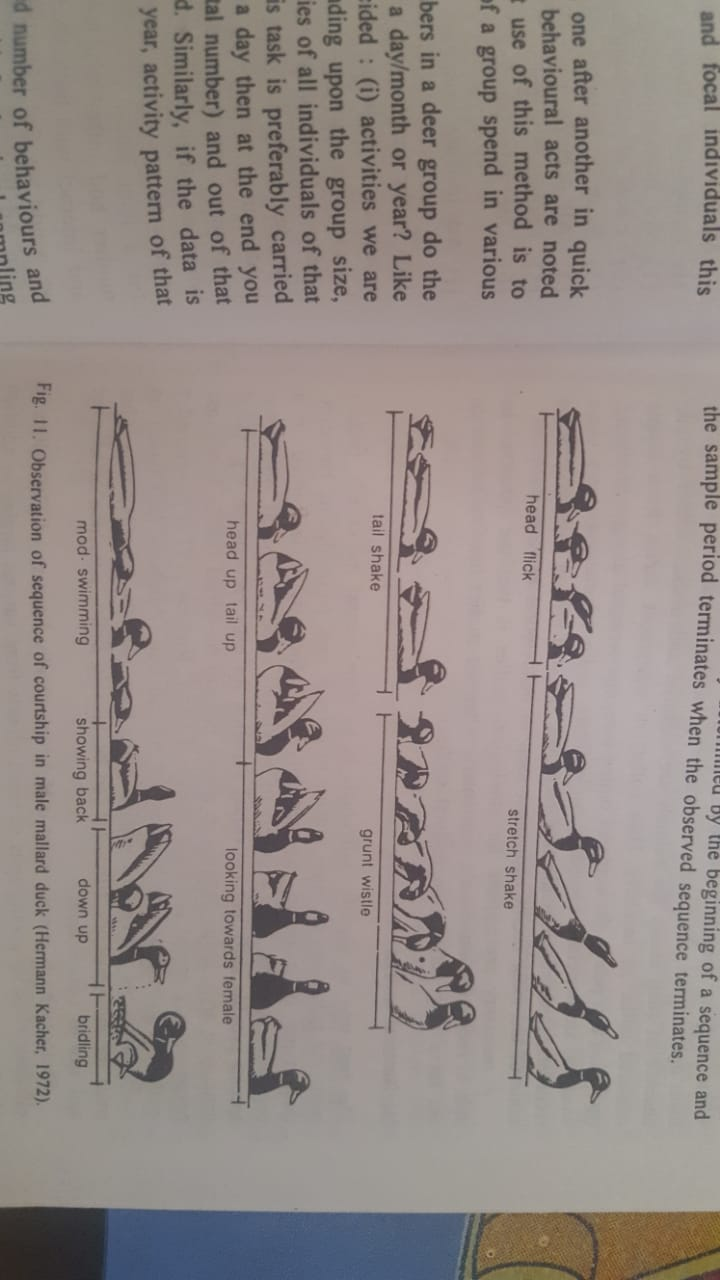 and focal individuals this
one after another in quick
behavioural acts are noted
use of this method is to
of a group spend in various
bers in a deer group do the
a day/month or year? Like
cided : (i) activities we are
ding upon the group size,
ies of all individuals of that
is task is preferably carried
a day then at the end you
tal number) and out of that
d. Similarly, if the data is
year, activity pattern of that
d number of behaviours and
by the beginning of a sequence and
the sample period terminates when the observed sequence terminates.
head flick
stretch shake
tail shake
grunt wistle
head up tail up
looking towards female
mod. swimming
showing back
down up
bridling
Fig. 11. Observation of sequence of courtship in male mallard duck (Hermann Kacher, 1972).